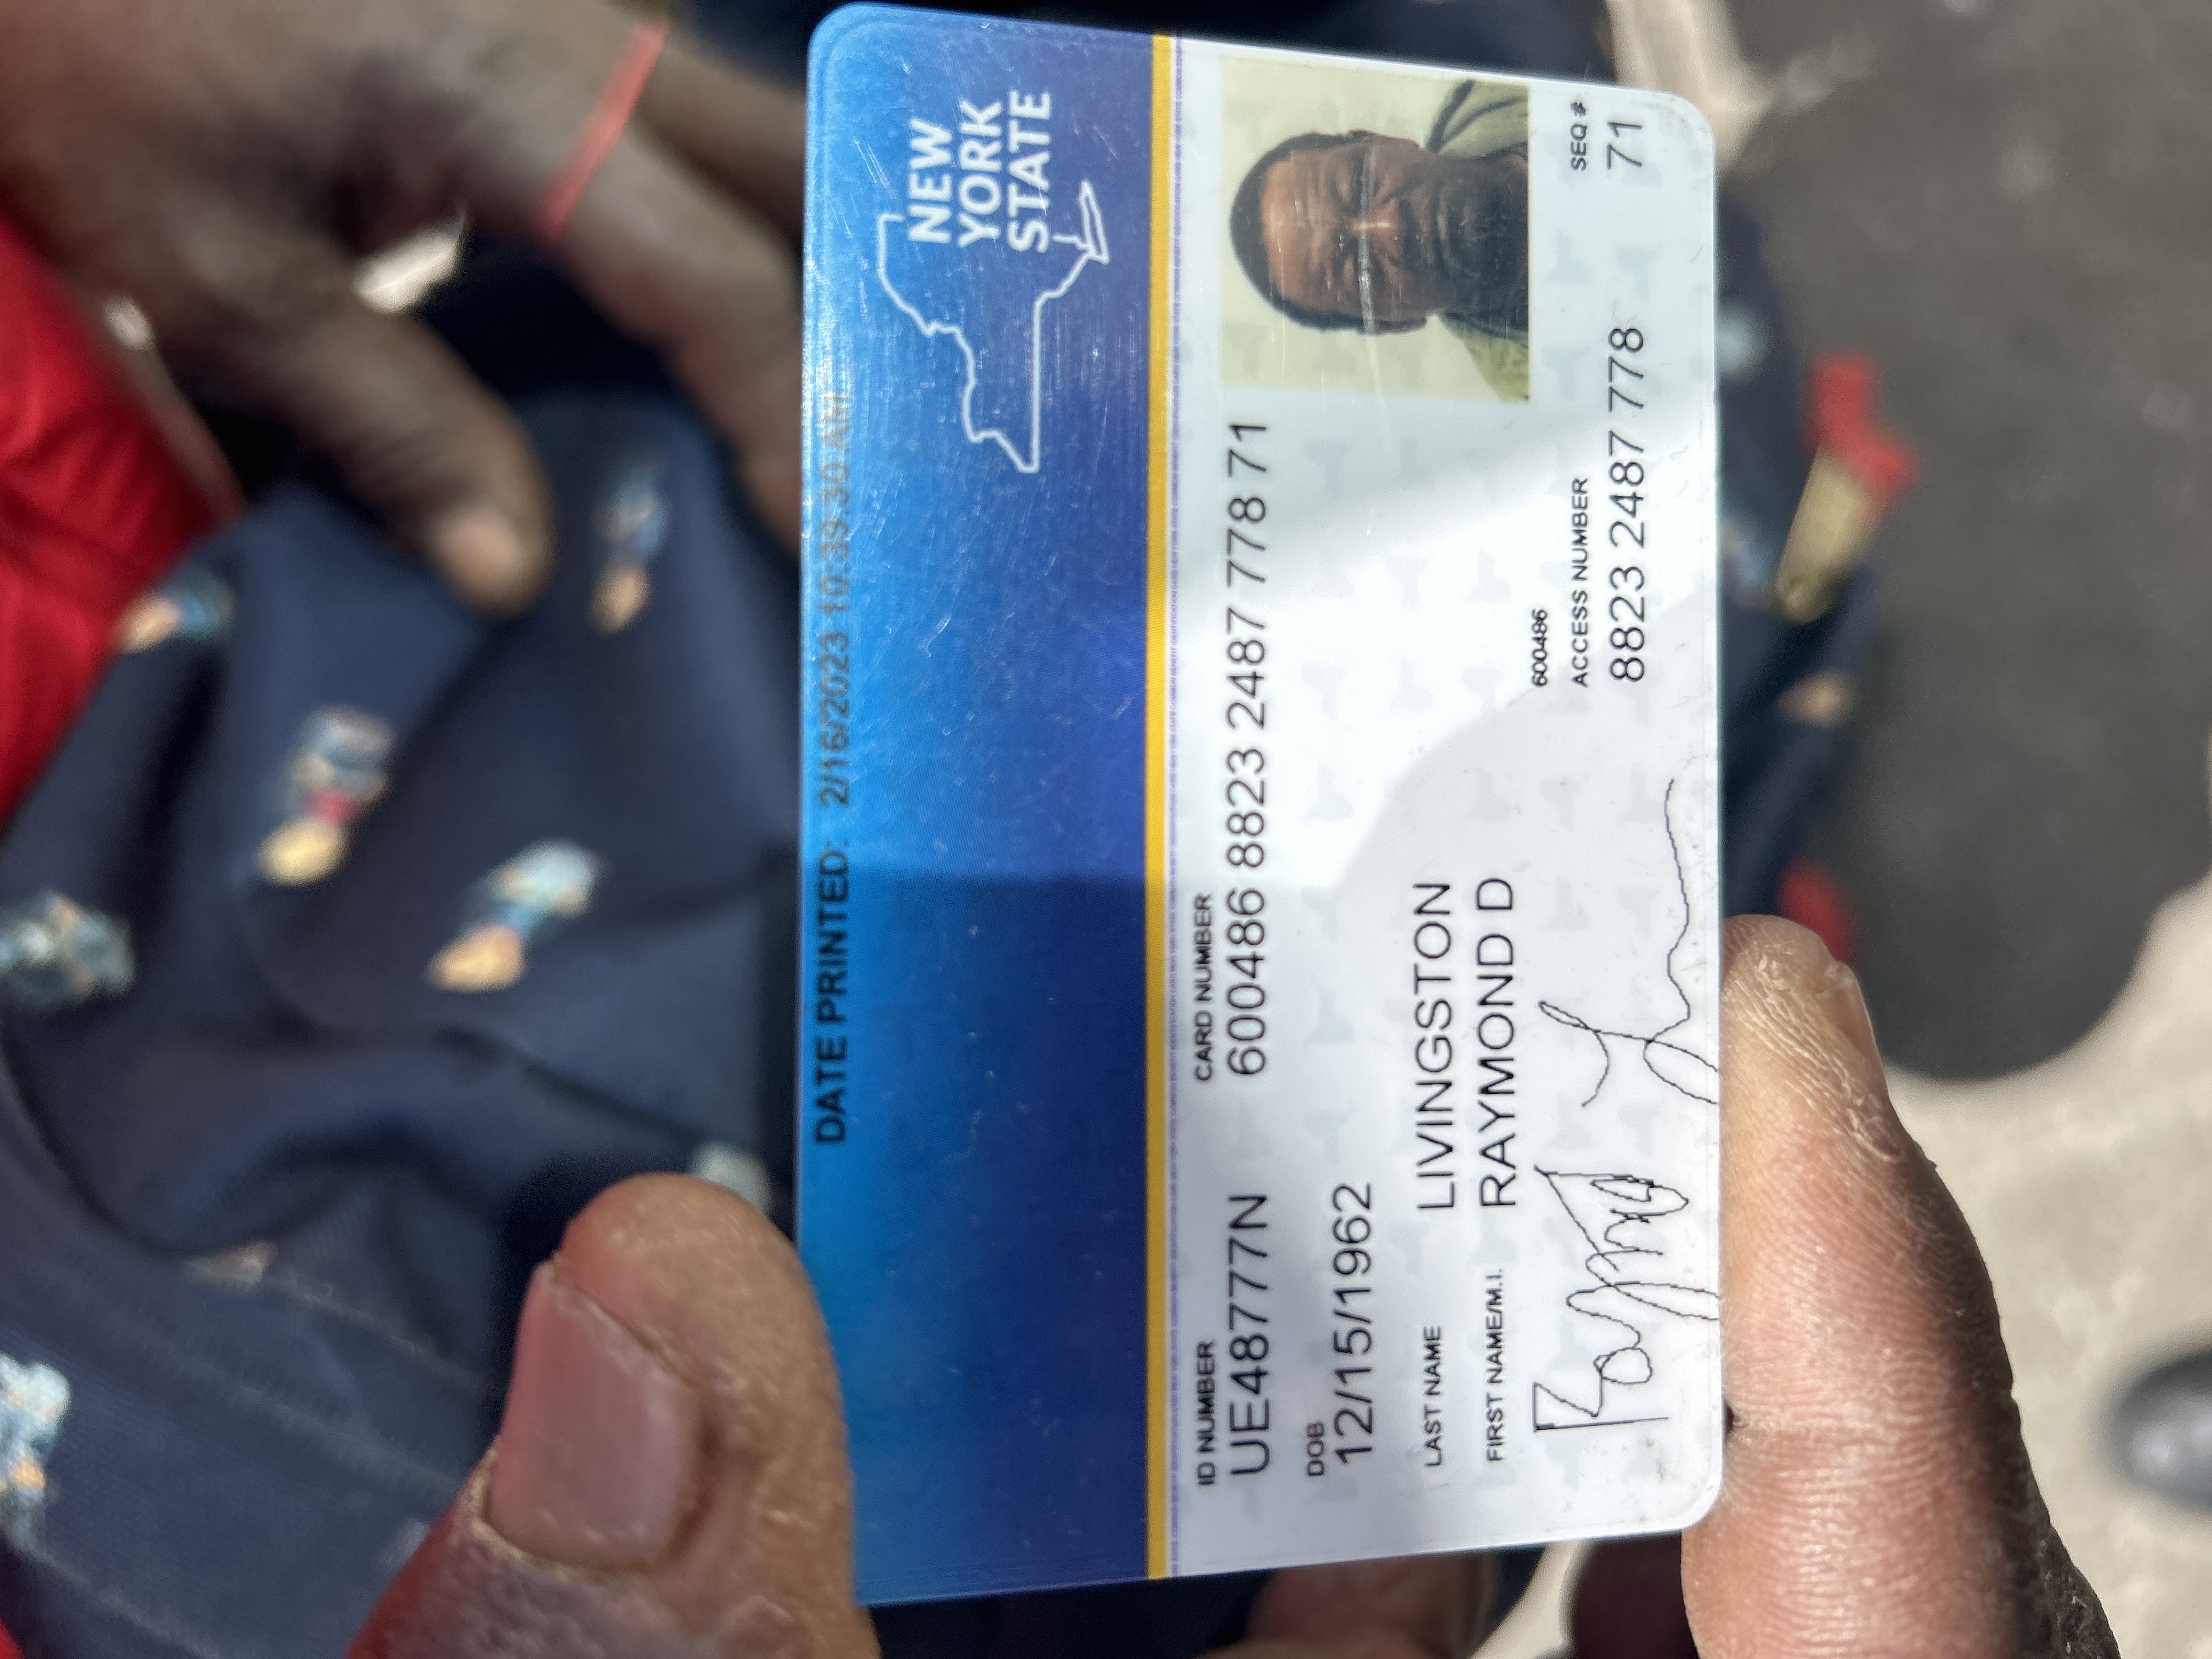 DATE PRINTED: 2/16/2023 10:39:30 AM
NEW
YORK
STATE
ID NUMBER
UE48777N
CARD NUMBER
600486 8823 2487 778 71
DOB
12/15/1962
LAST NAME
LIVINGSTON
FIRST NAME/M.I.
RAYMOND D
600486
ACCESS NUMBER
8823 2487 778
SEQ #
71